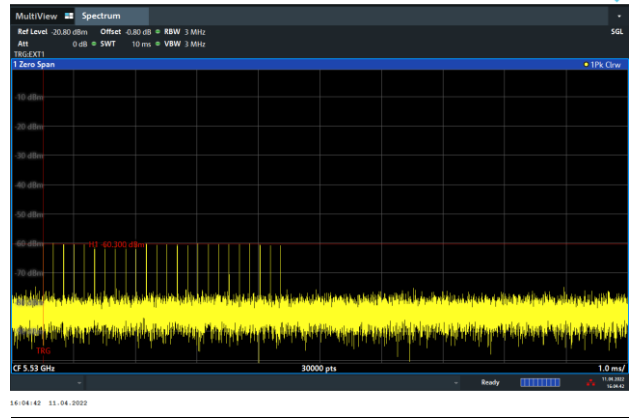 MultiView Spectrum
Ref Level -20.80 dBm Offset -0.80 dB RBW 3 MHz SGL
Att 0 dB SWT 10 ms VBW 3 MHz
TRG:EXT1
1 Zero Span 1Pk Clrw
-10 dBm
-20 dBm
-30 dBm
-40 dBm
-50 dBm
-60 dBm H1 -60.300 dBm
-70 dBm
TRG
CF 5.53 GHz 30000 pts 1.0 ms/
Ready 11.04.2022
16:04:42
16:04:42 11.04.2022